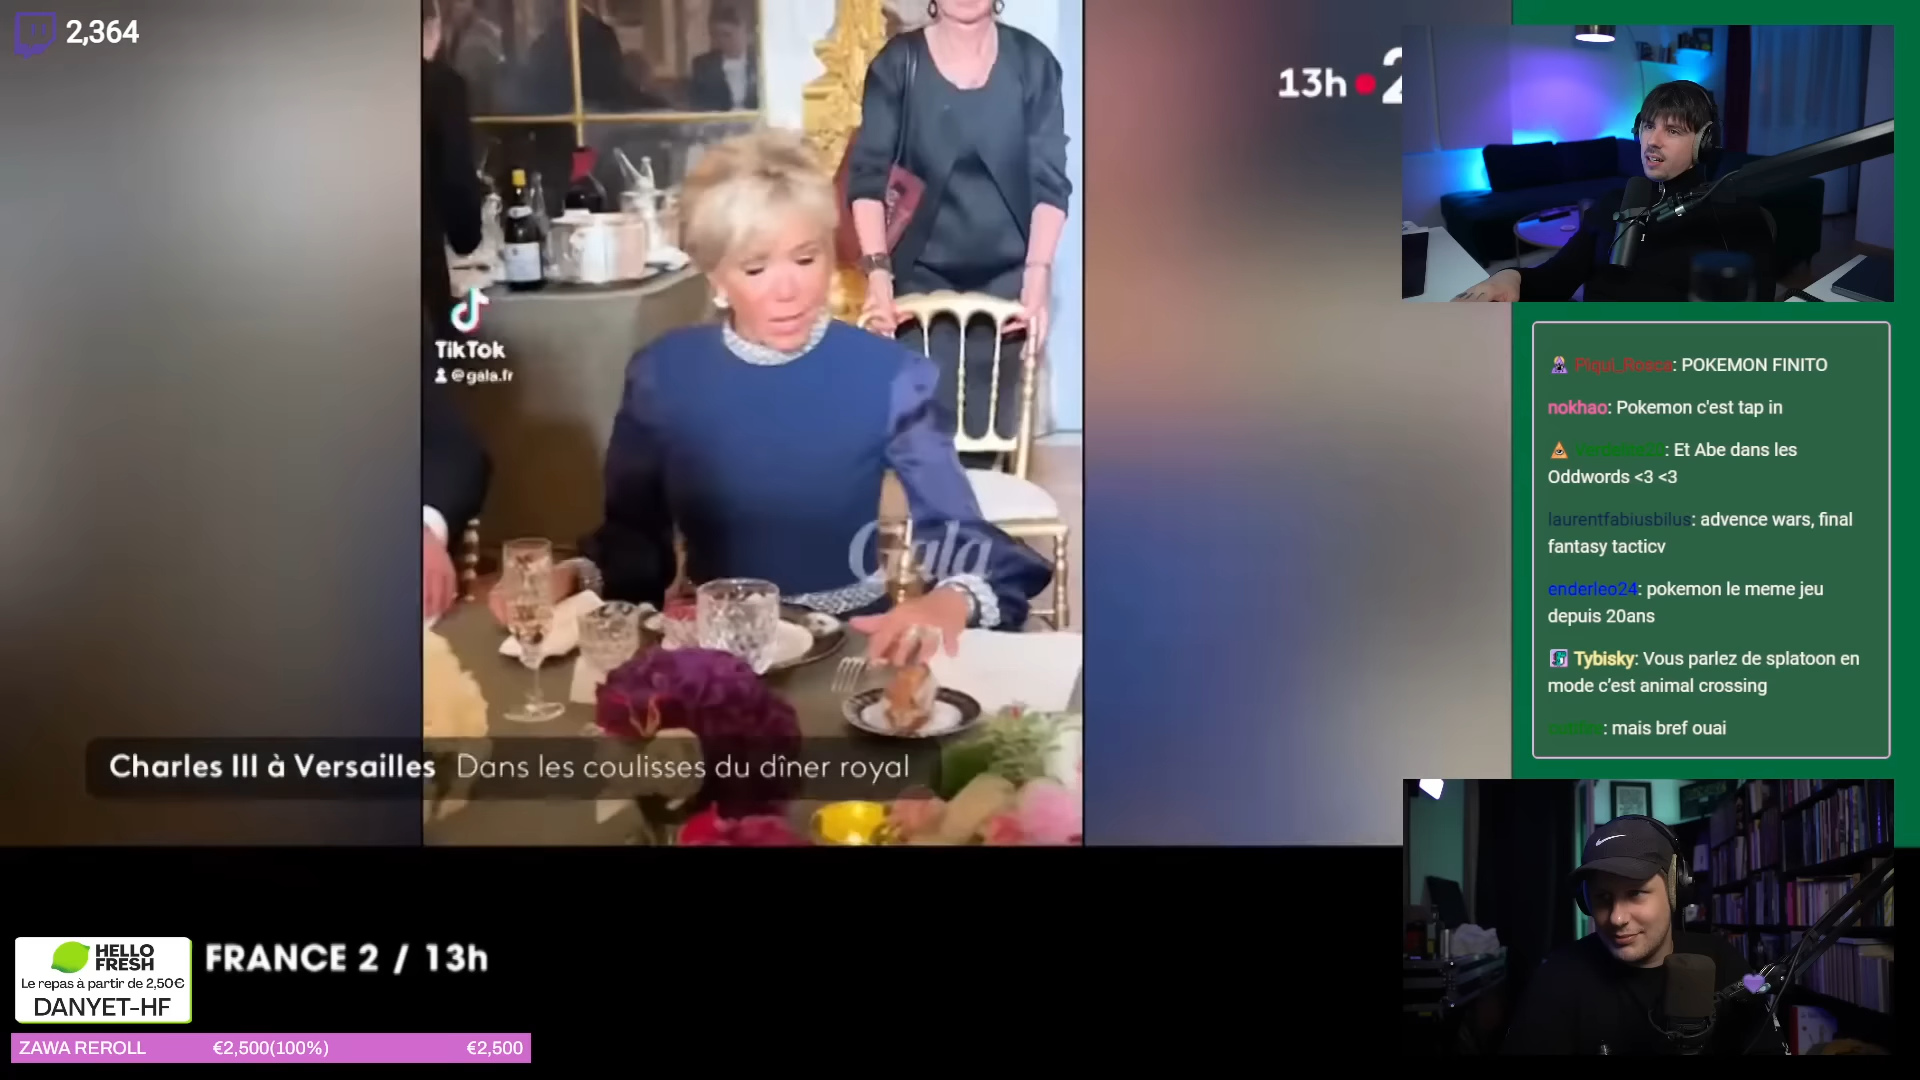 2,364
13h 2
TikTok
@gala.fr
Gala
Charles III à Versailles Dans les coulisses du dîner royal
Piqui_Rosca: POKEMON FINITO
nokhao: Pokemon c'est tap in
: Et Abe dans les
Oddwords <3 <3
laurentfabiusbilus: advence wars, final
fantasy tacticv
enderleo24: pokemon le meme jeu
depuis 20ans
Tybisky: Vous parlez de splatoon en
mode c'est animal crossing
: mais bref ouai
HELLO
FRESH
Le repas à partir de 2,50€
DANYET-HF
FRANCE 2 / 13h
ZAWA REROLL €2,500(100%) €2,500